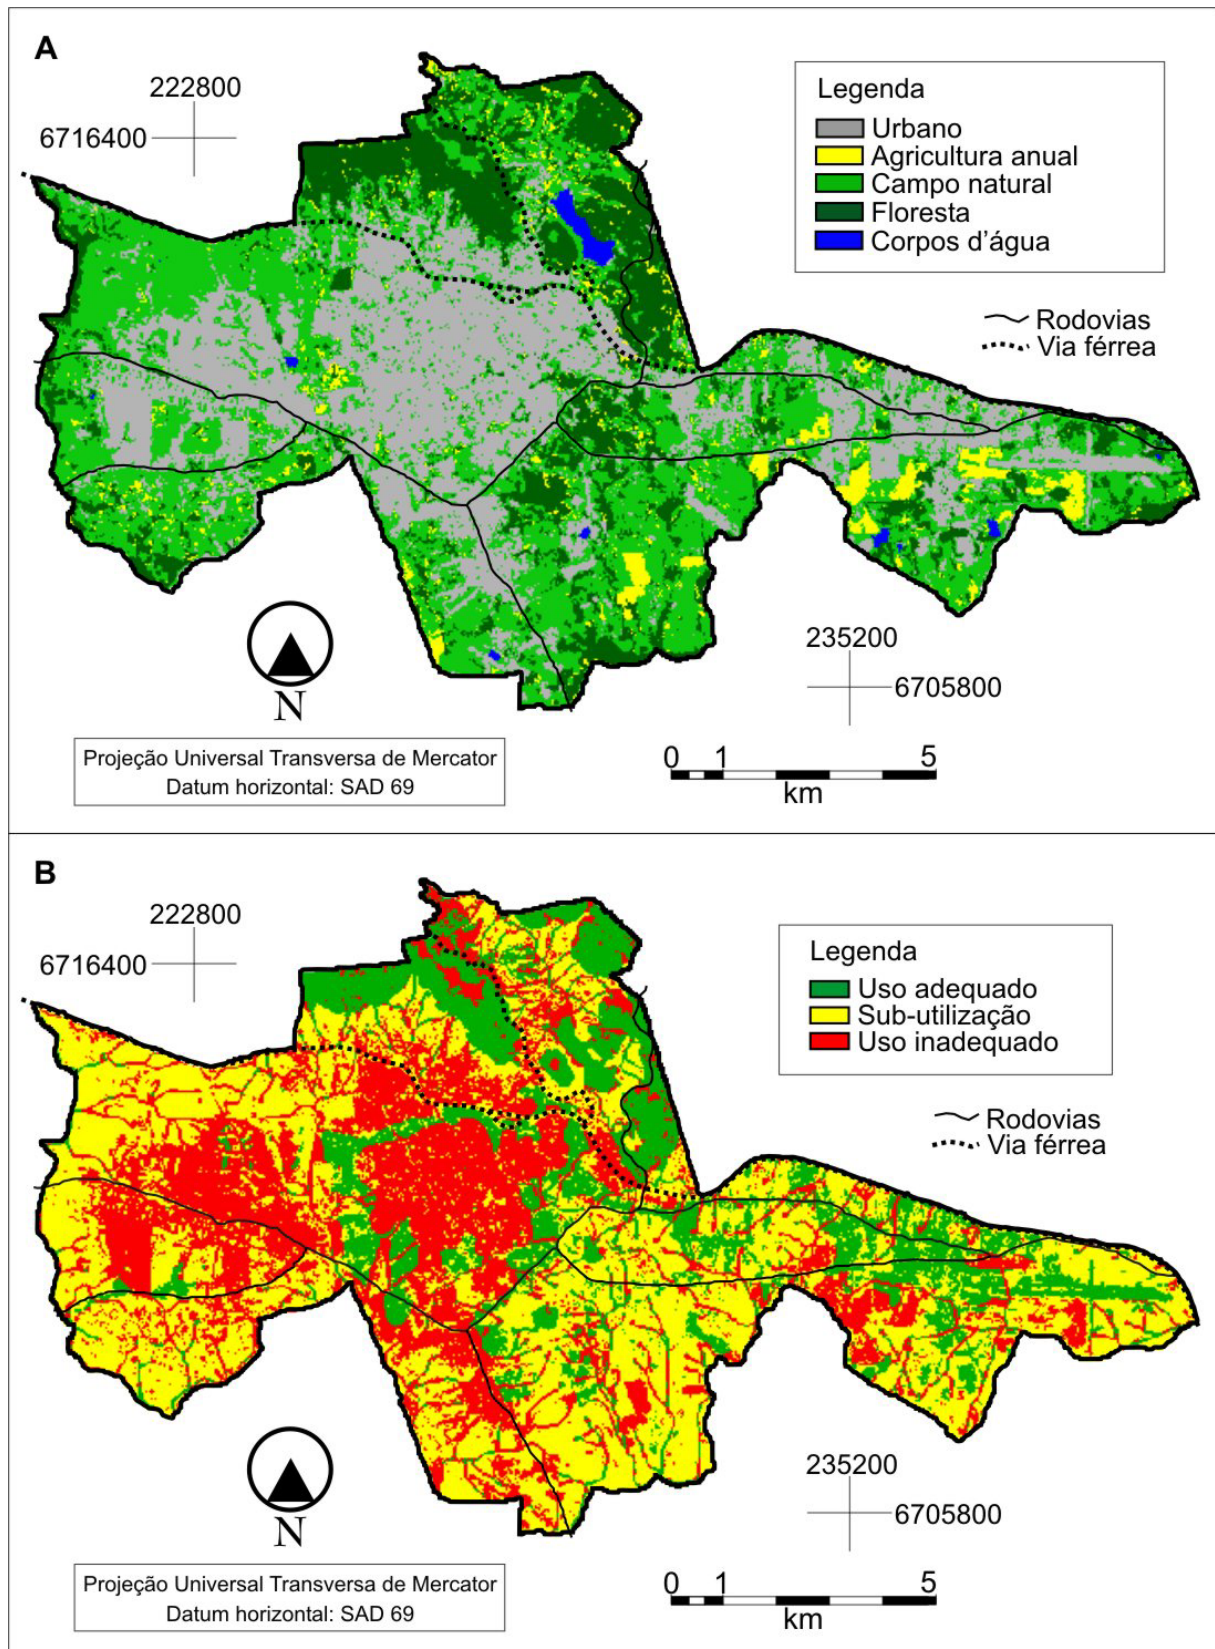 A
222800
6716400
Legenda
Urbano
Agricultura anual
Campo natural
Floresta
Corpos d'água
Rodovias
Via férrea
N
235200
6705800
Projeção Universal Transversa de Mercator
Datum horizontal: SAD 69
0 1 5
km
B
222800
6716400
Legenda
Uso adequado
Sub-utilização
Uso inadequado
Rodovias
Via férrea
N
235200
6705800
Projeção Universal Transversa de Mercator
Datum horizontal: SAD 69
0 1 5
km